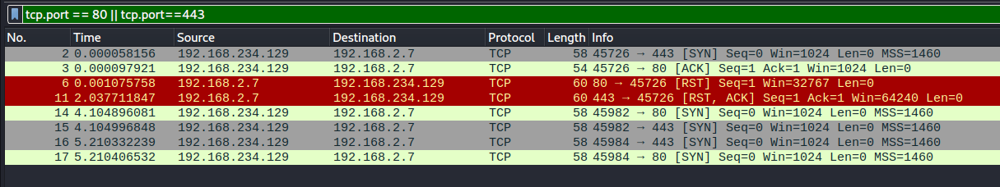 tcp.port == 80 || tcp.port==443
No. Time Source Destination Protocol Length Info
2 0.000058156 192.168.234.129 192.168.2.7 TCP 58 45726 → 443 [SYN] Seq=0 Win=1024 Len=0 MSS=1460
3 0.000097921 192.168.234.129 192.168.2.7 TCP 54 45726 → 80 [ACK] Seq=1 Ack=1 Win=1024 Len=0
6 0.001075758 192.168.2.7 192.168.234.129 TCP 60 80 → 45726 [RST] Seq=1 Win=32767 Len=0
11 2.037711847 192.168.2.7 192.168.234.129 TCP 60 443 → 45726 [RST, ACK] Seq=1 Ack=1 Win=64240 Len=0
14 4.104896081 192.168.234.129 192.168.2.7 TCP 58 45982 → 80 [SYN] Seq=0 Win=1024 Len=0 MSS=1460
15 4.104996848 192.168.234.129 192.168.2.7 TCP 58 45982 → 443 [SYN] Seq=0 Win=1024 Len=0 MSS=1460
16 5.210332239 192.168.234.129 192.168.2.7 TCP 58 45984 → 443 [SYN] Seq=0 Win=1024 Len=0 MSS=1460
17 5.210406532 192.168.234.129 192.168.2.7 TCP 58 45984 → 80 [SYN] Seq=0 Win=1024 Len=0 MSS=1460